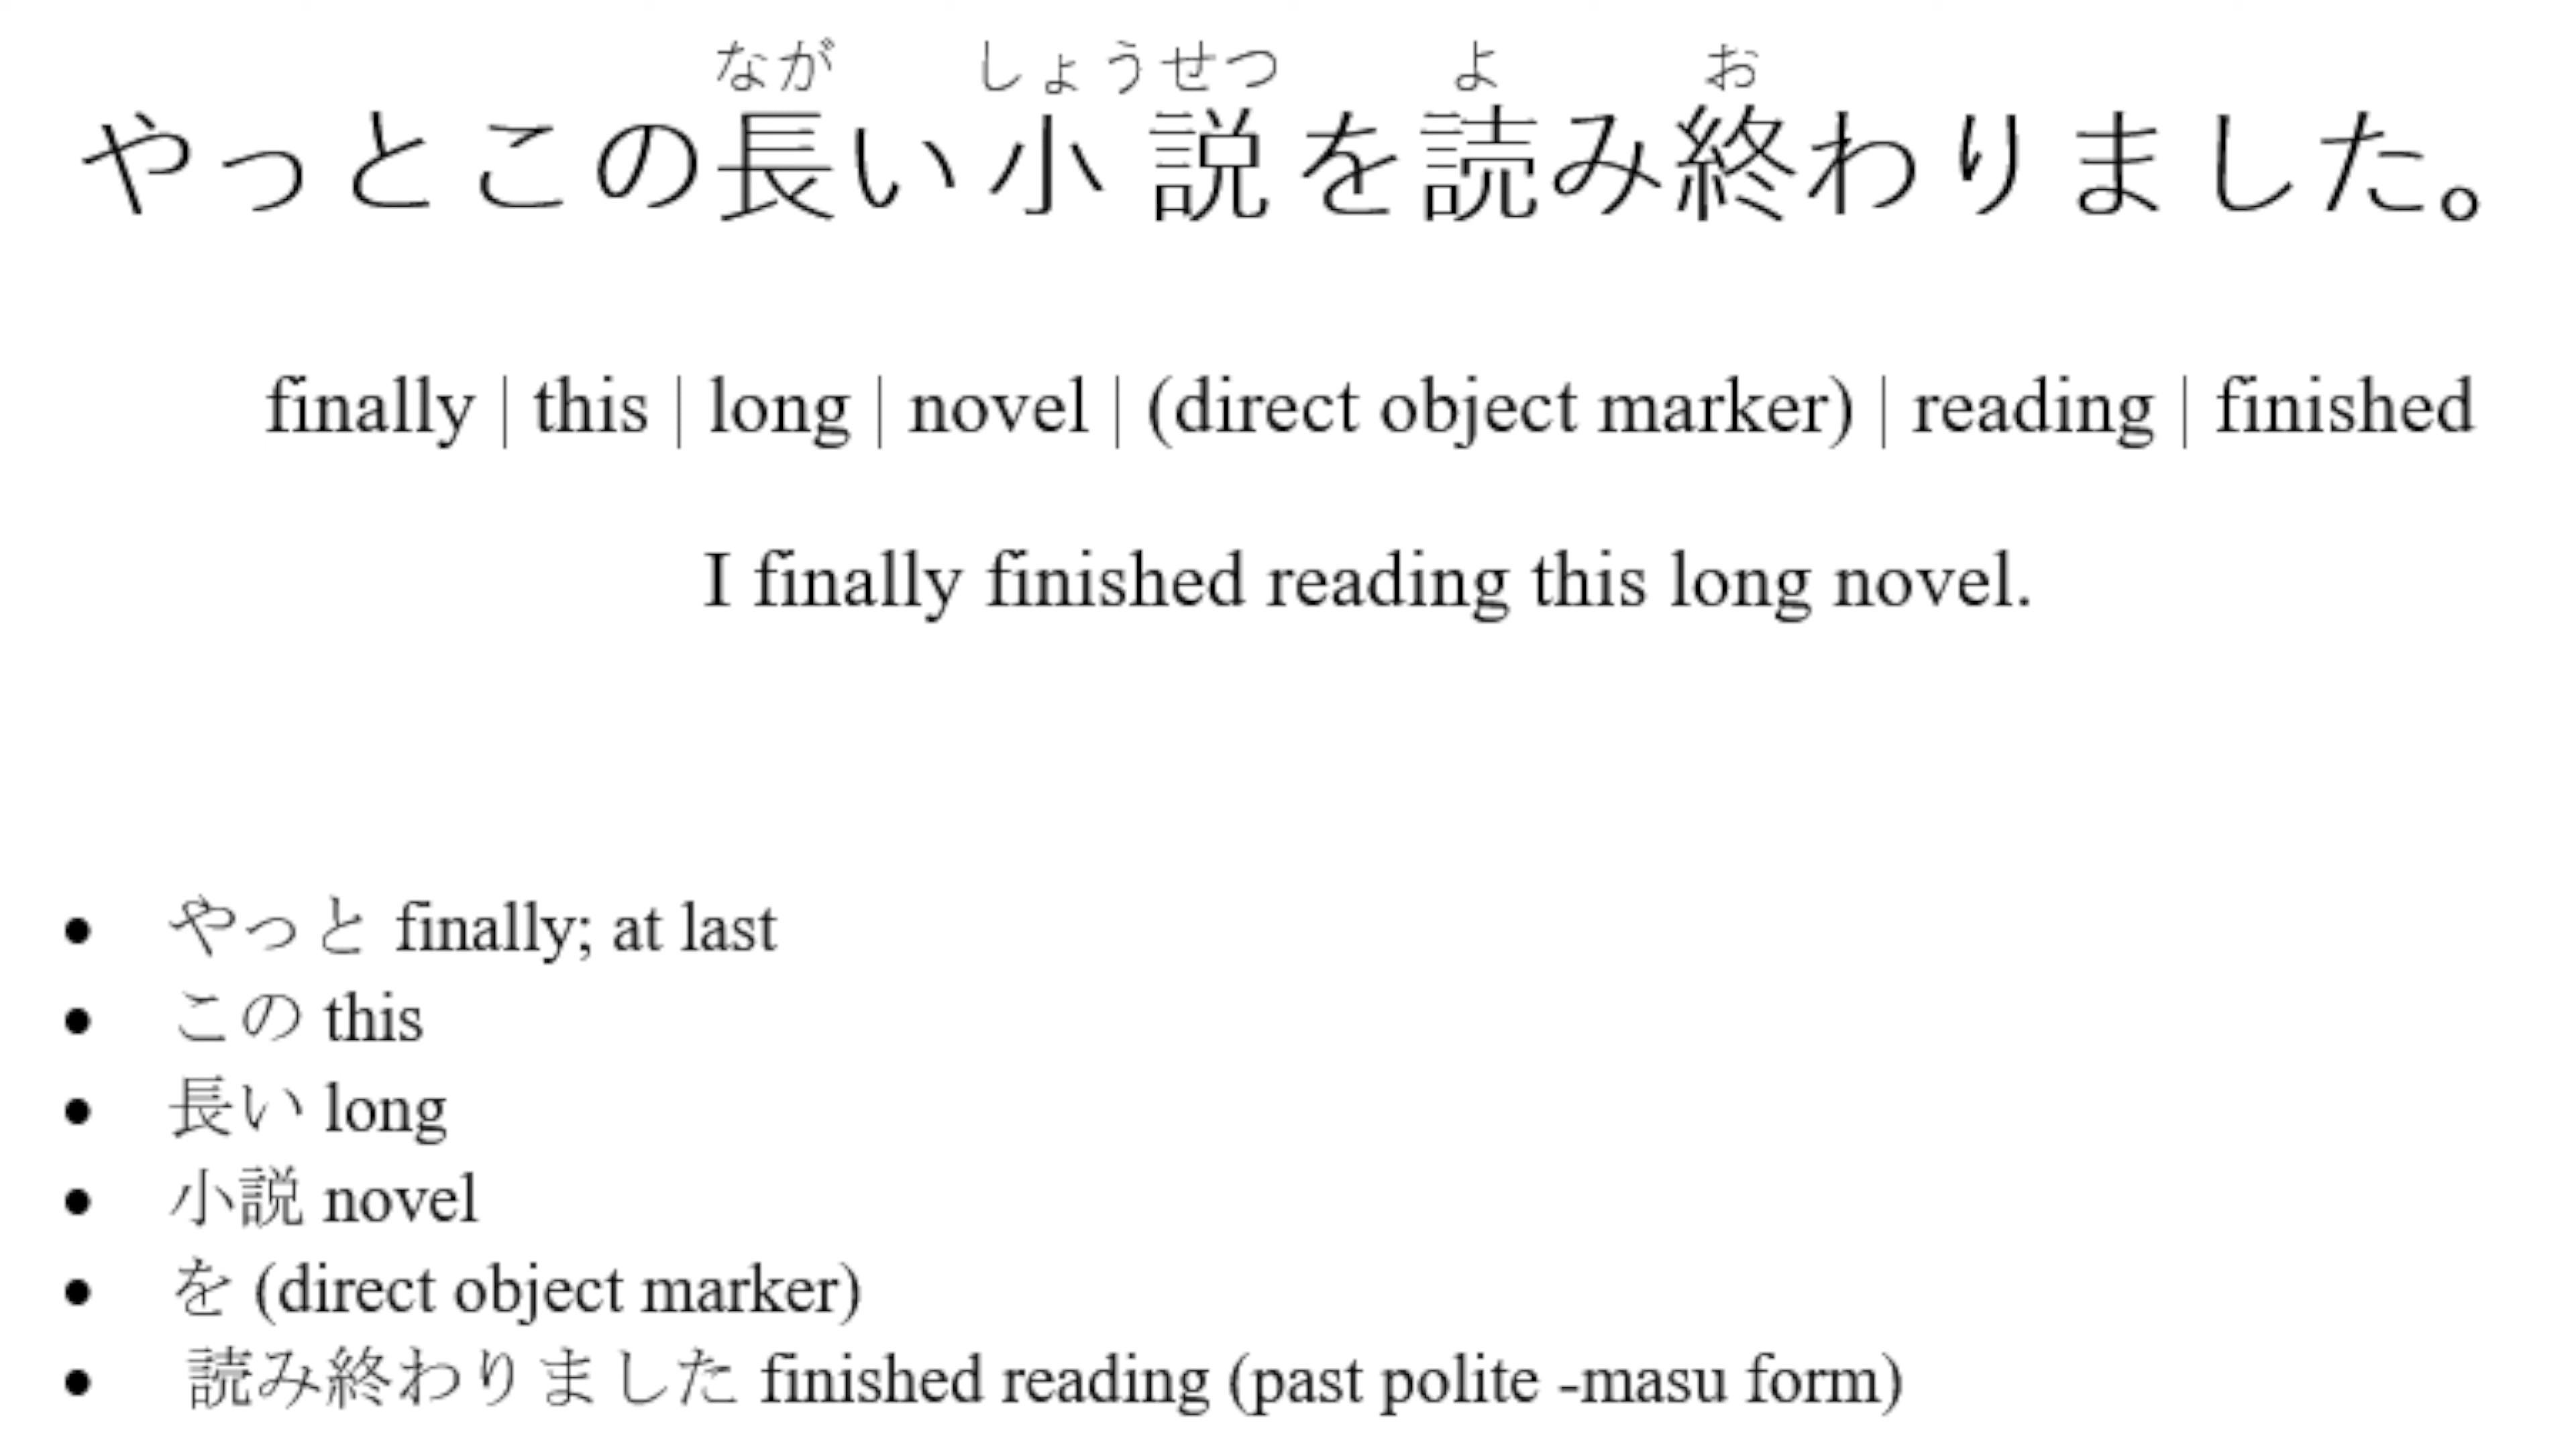 なが しょうせつ よ お
やっとこの長い小説を読み終わりました。
finally | this | long | novel | (direct object marker) | reading | finished
I finally finished reading this long novel.
● やっと finally; at last
● この this
● 長い long
● 小説 novel
● を (direct object marker)
● 読み終わりました finished reading (past polite -masu form)